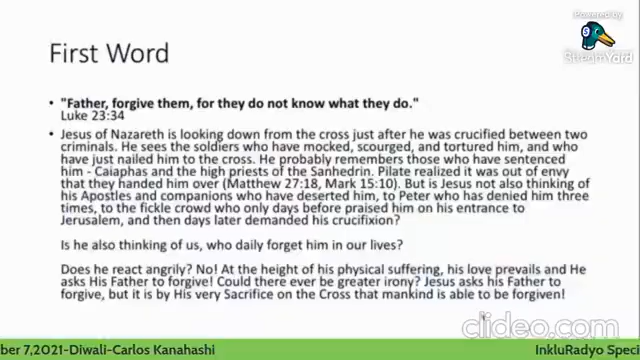 Powered by
StreamYard
First Word
• "Father, forgive them, for they do not know what they do."
Luke 23:34
• Jesus of Nazareth is looking down from the cross just after he was crucified between two
criminals. He sees the soldiers who have mocked, scourged, and tortured him, and who
have just nailed him to the cross. He probably remembers those who have sentenced
him - Caiaphas and the high priests of the Sanhedrin. Pilate realized it was out of envy
that they handed him over (Matthew 27:18, Mark 15:10). But is Jesus not also thinking of
his Apostles and companions who have deserted him, to Peter who has denied him three
times, to the fickle crowd who only days before praised him on his entrance to
Jerusalem, and then days later demanded his crucifixion?
Is he also thinking of us, who daily forget him in our lives?
Does he react angrily? No! At the height of his physical suffering, his love prevails and He
asks His Father to forgive! Could there ever be greater irony? Jesus asks his Father to
forgive, but it is by His very Sacrifice on the Cross that mankind is able to be forgiven!
clideo.com
ber 7,2021-Diwali-Carlos Kanahashi
InkluRadyo Speci